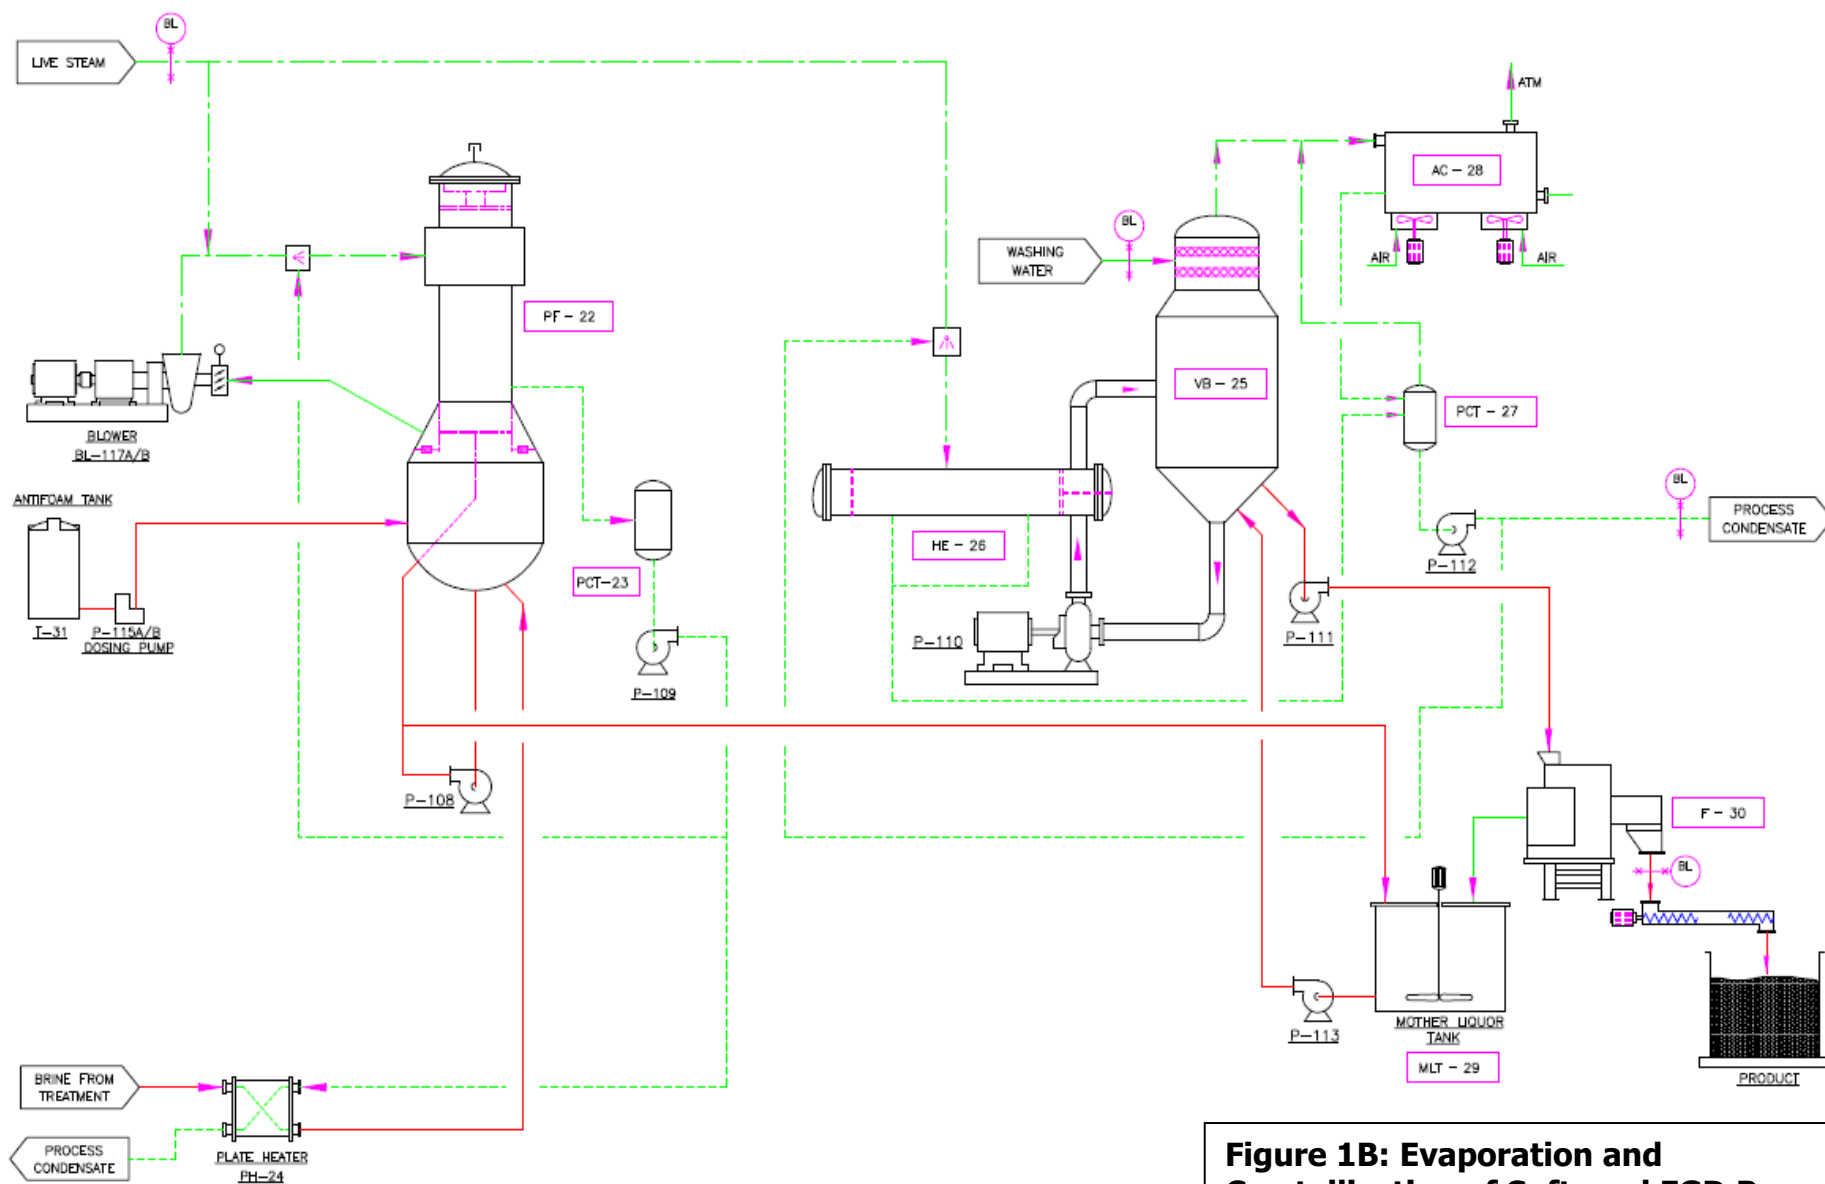 BL
LIVE STEAM
ATM
AC - 28
BL
WASHING
WATER
AIR
AIR
PF - 22
VB - 25
PCT - 27
BLOWER
BL-117A/B
ANTIFOAM TANK
BL
PROCESS
CONDENSATE
HE - 26
P-112
PCT-23
T-31
P-115A/B
DOSING PUMP
P-110
P-111
P-109
P-108
F - 30
BL
P-113
MOTHER LIQUOR
TANK
MLT - 29
PRODUCT
BRINE FROM
TREATMENT
PROCESS
CONDENSATE
PLATE HEATER
PH-24
Figure 1B: Evaporation and